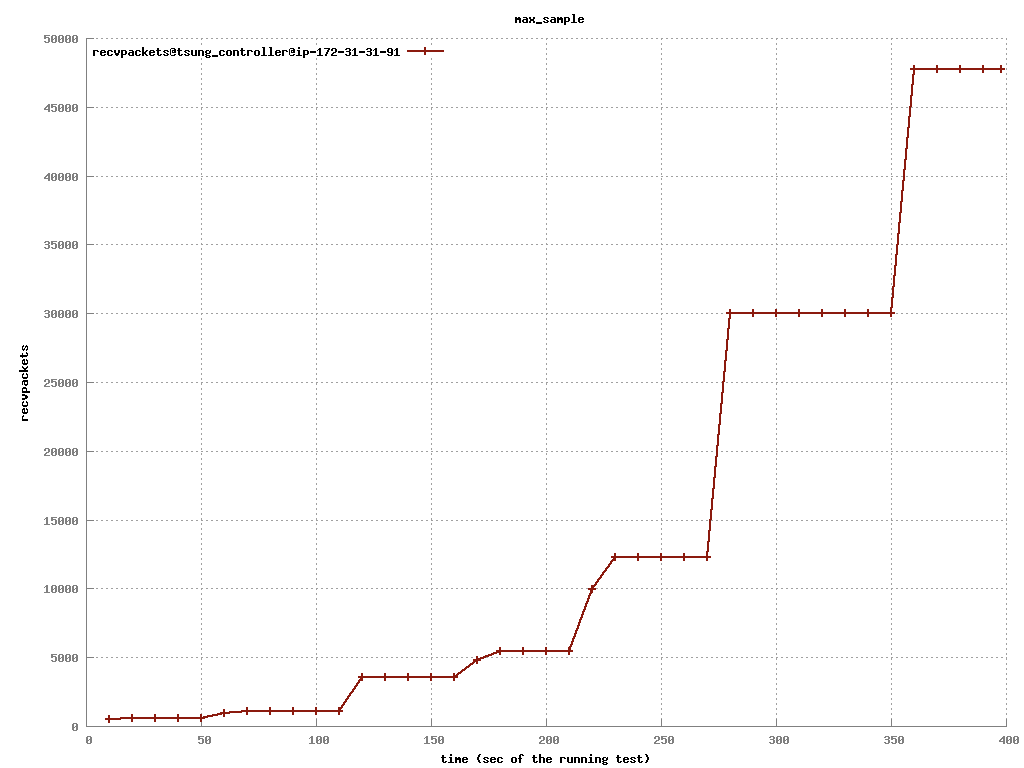 max_sample
recvpackets@tsung_controller@ip-172-31-31-91
50000
45000
40000
35000
30000
25000
20000
15000
10000
5000
0
recvpackets
0 50 100 150 200 250 300 350 400
time (sec of the running test)